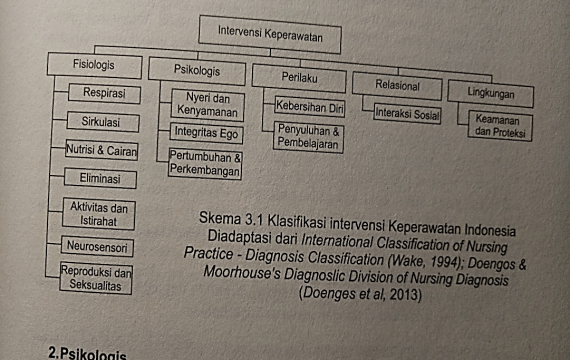 Intervensi Keperawatan
Fisiologis
Psikologis
Perilaku
Relasional
Lingkungan
Respirasi
Sirkulasi
Nutrisi & Cairan
Eliminasi
Aktivitas dan
Istirahat
Neurosensori
Reproduksi dan
Seksualitas
Nyeri dan
Kenyamanan
Integritas Ego
Pertumbuhan &
Perkembangan
Kebersihan Diri
Penyuluhan &
Pembelajaran
Interaksi Sosial
Keamanan
dan Proteksi
Skema 3.1 Klasifikasi intervensi Keperawatan Indonesia
Diadaptasi dari International Classification of Nursing
Practice - Diagnosis Classification (Wake, 1994); Doengos &
Moorhouse's Diagnoslic Division of Nursing Diagnosis
(Doenges et al, 2013)
2.Psikologis